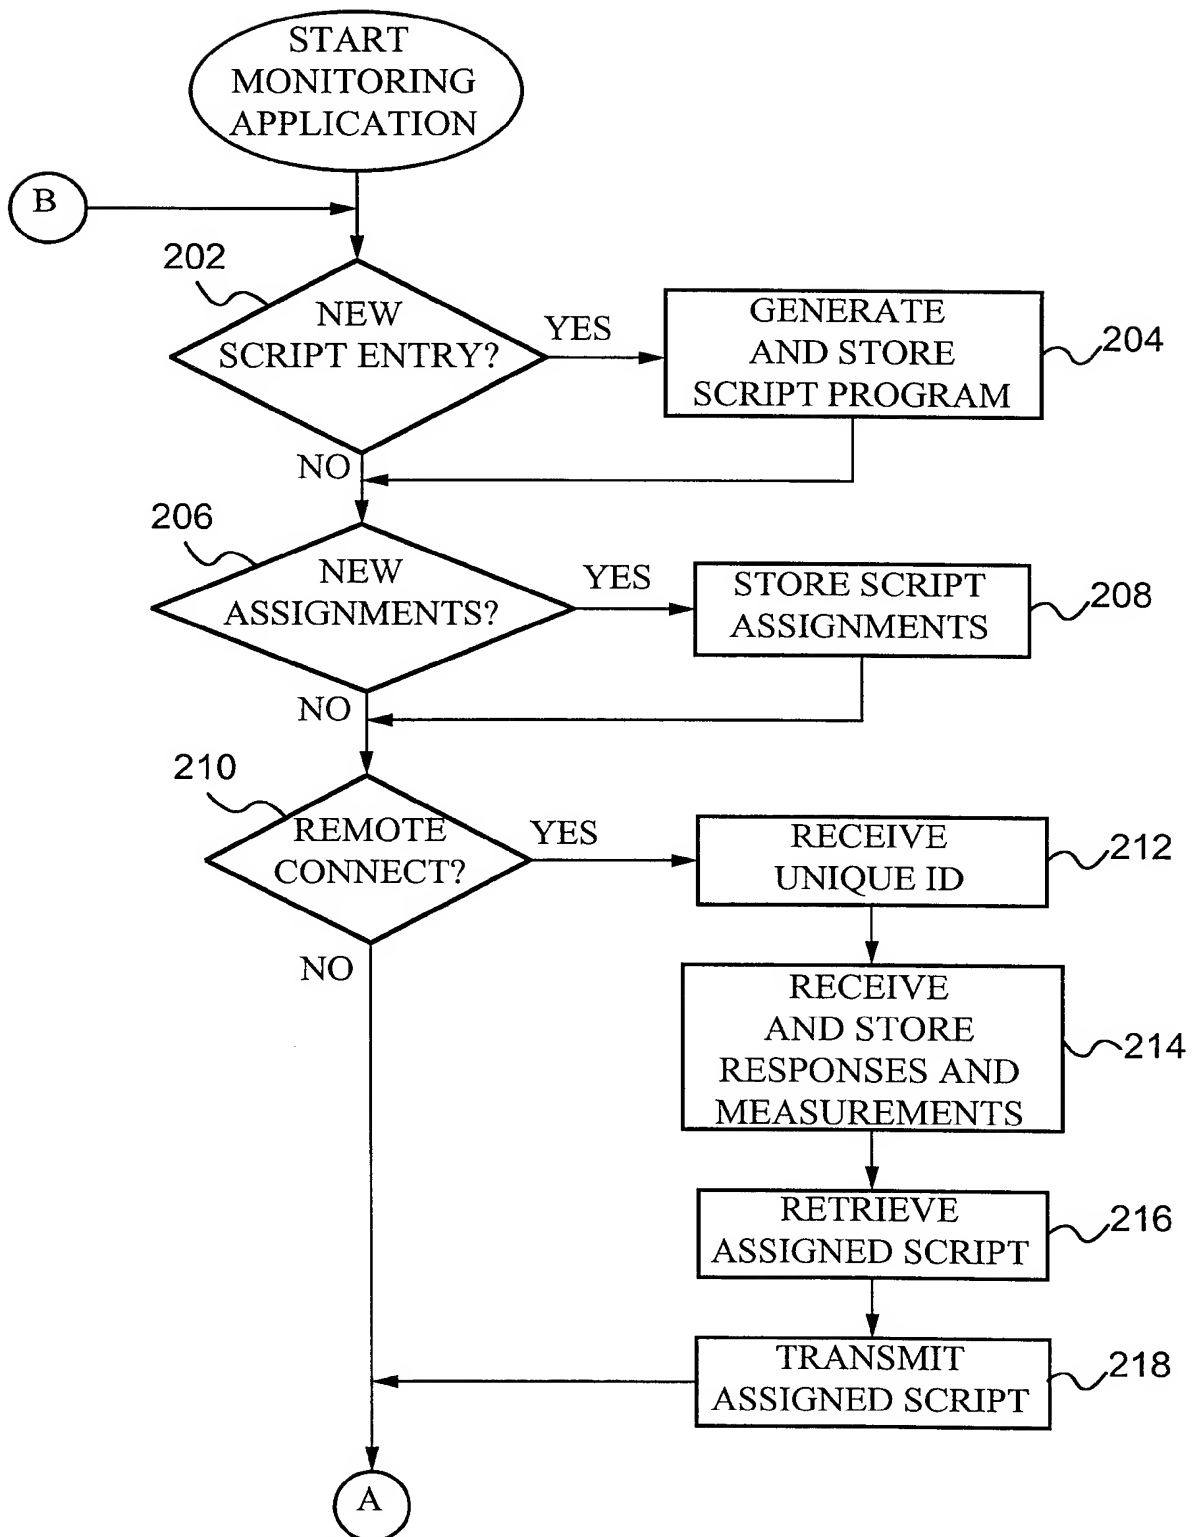 START
MONITORING
APPLICATION
B
202
NEW
SCRIPT ENTRY?
YES
GENERATE
AND STORE
SCRIPT PROGRAM
204
NO
206
NEW
ASSIGNMENTS?
YES
STORE SCRIPT
ASSIGNMENTS
208
NO
210
REMOTE
CONNECT?
YES
RECEIVE
UNIQUE ID
212
NO
RECEIVE
AND STORE
RESPONSES AND
MEASUREMENTS
214
RETRIEVE
ASSIGNED SCRIPT
216
TRANSMIT
ASSIGNED SCRIPT
218
A